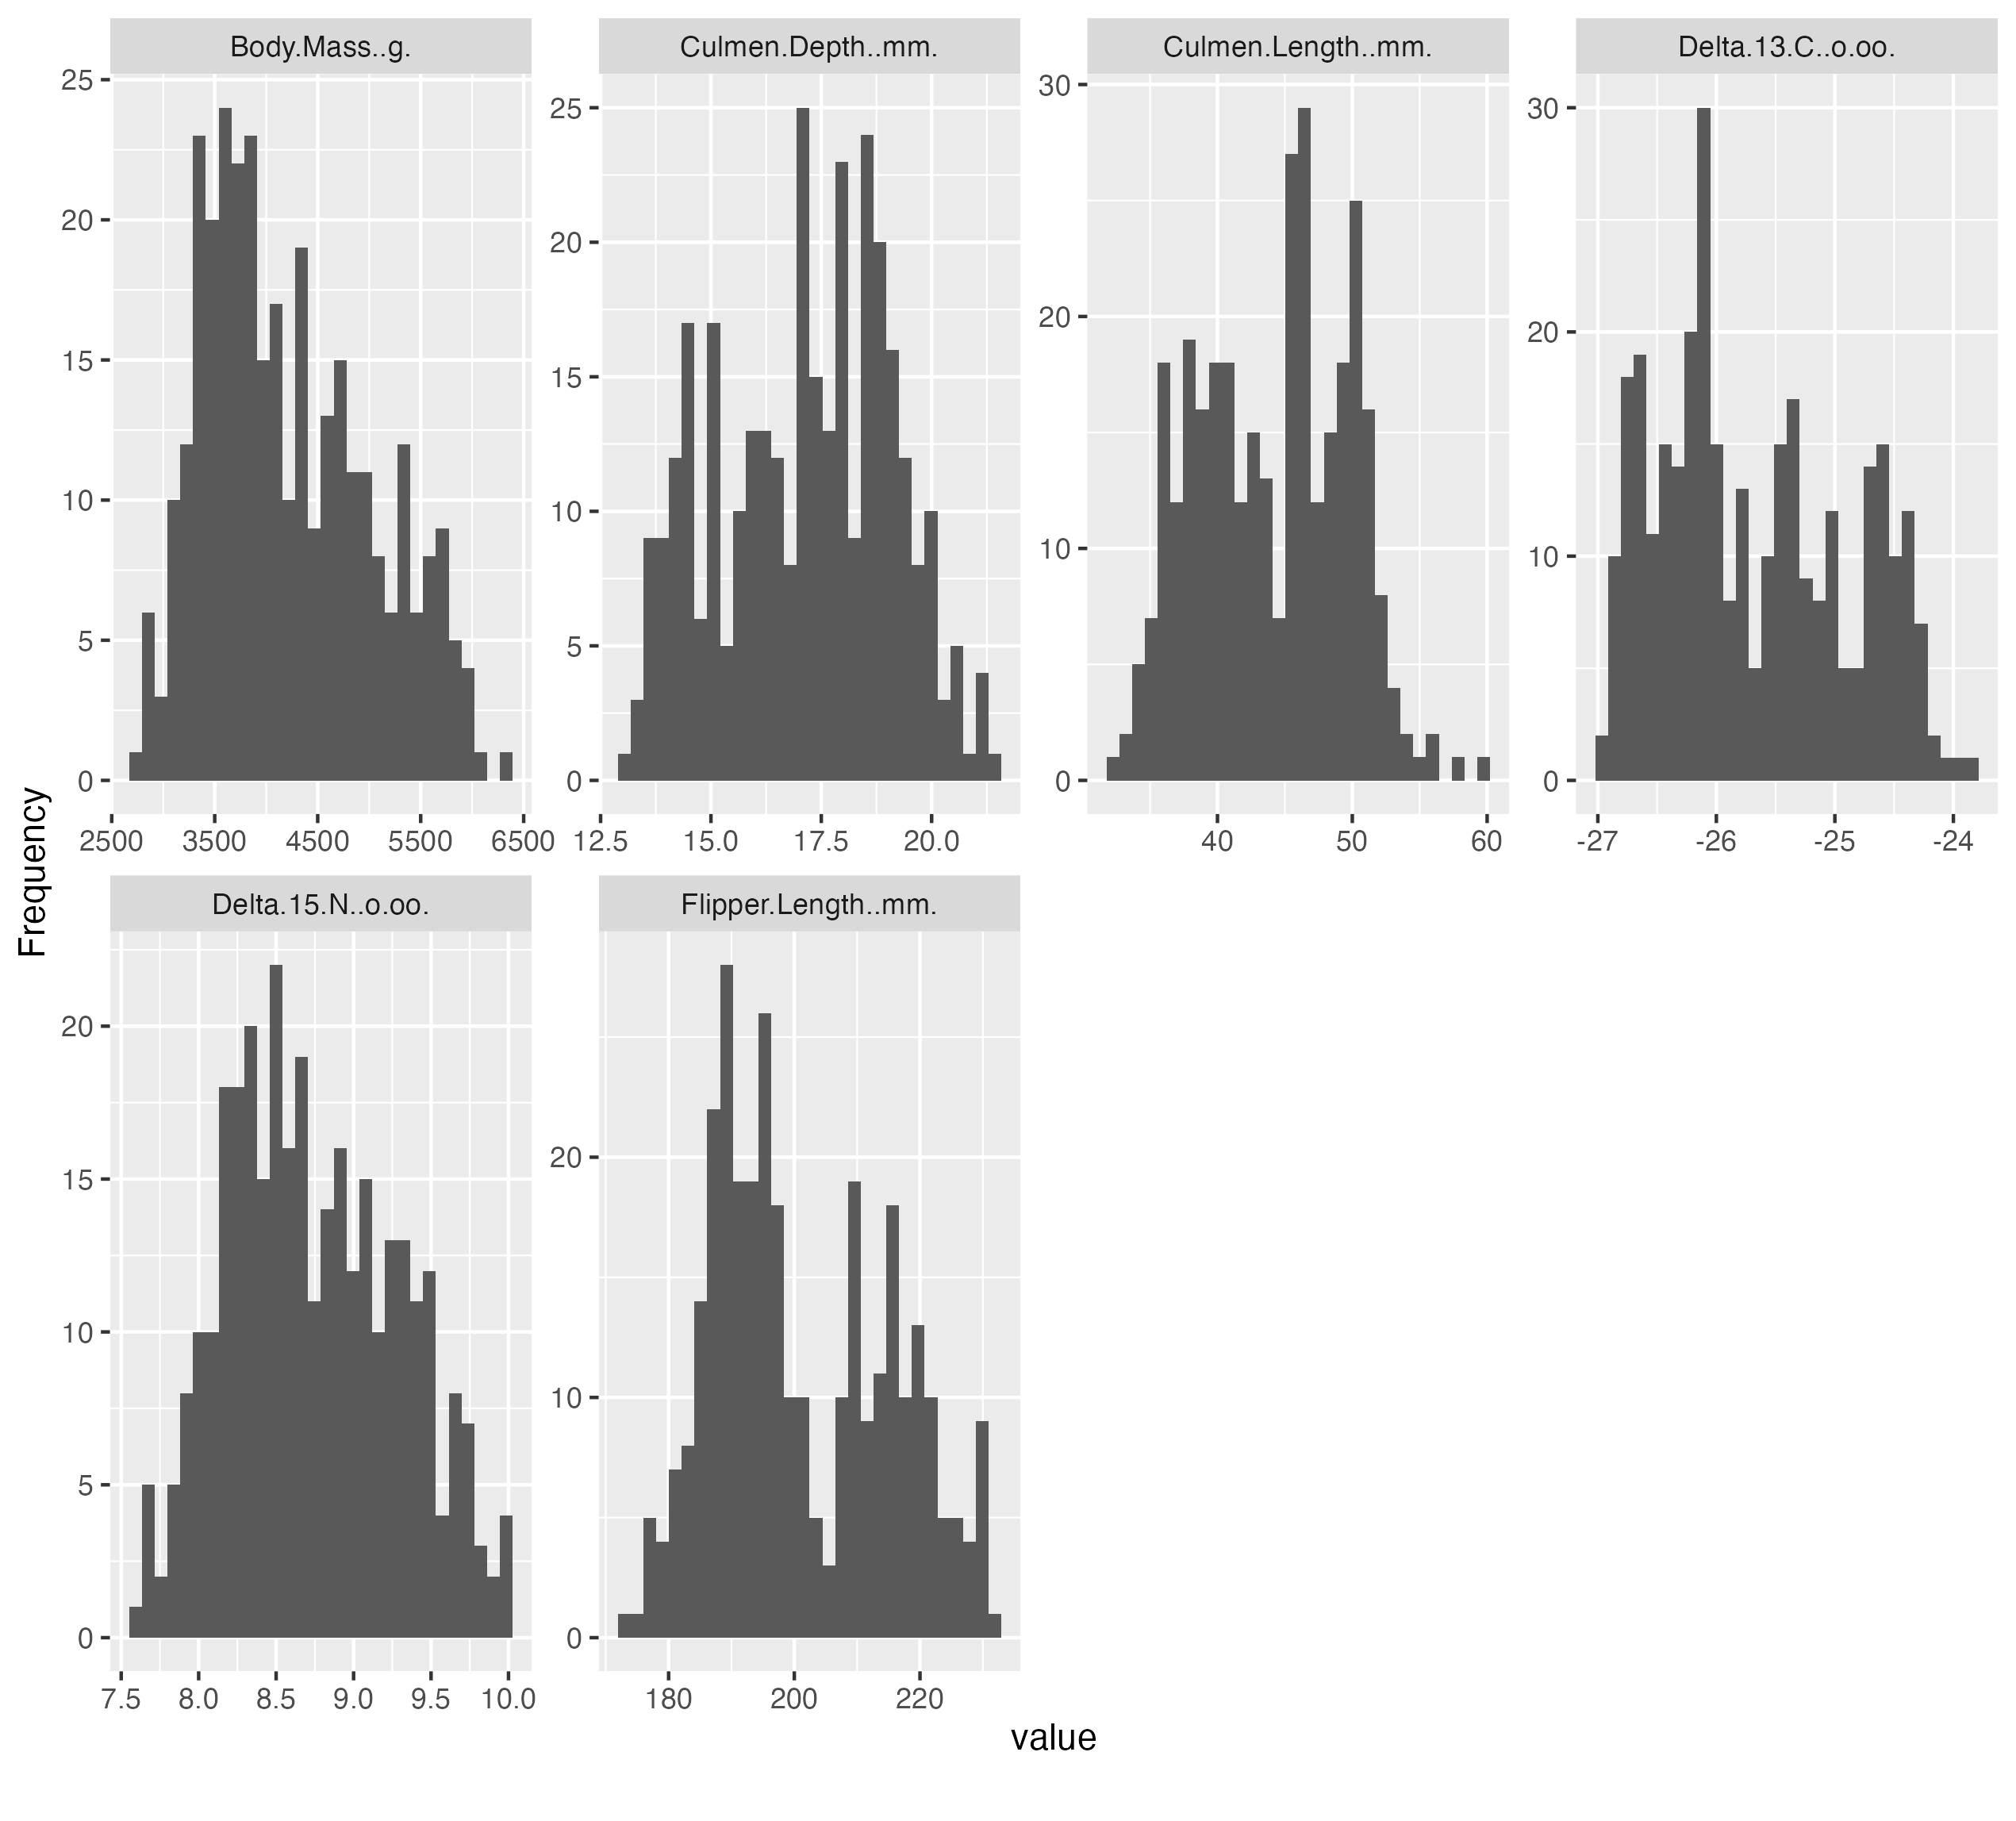 Body.Mass..g.
Culmen.Depth..mm.
Culmen.Length..mm.
Delta.13.C..o.oo.
25
20
15
10
5
0
2500 3500 4500 5500 6500
25
20
15
10
5
0
12.5 15.0 17.5 20.0
30
20
10
0
40 50 60
30
20
10
0
-27 -26 -25 -24
Frequency
Delta.15.N..o.oo.
Flipper.Length..mm.
20
15
10
5
0
7.5 8.0 8.5 9.0 9.5 10.0
20
10
0
180 200 220
value